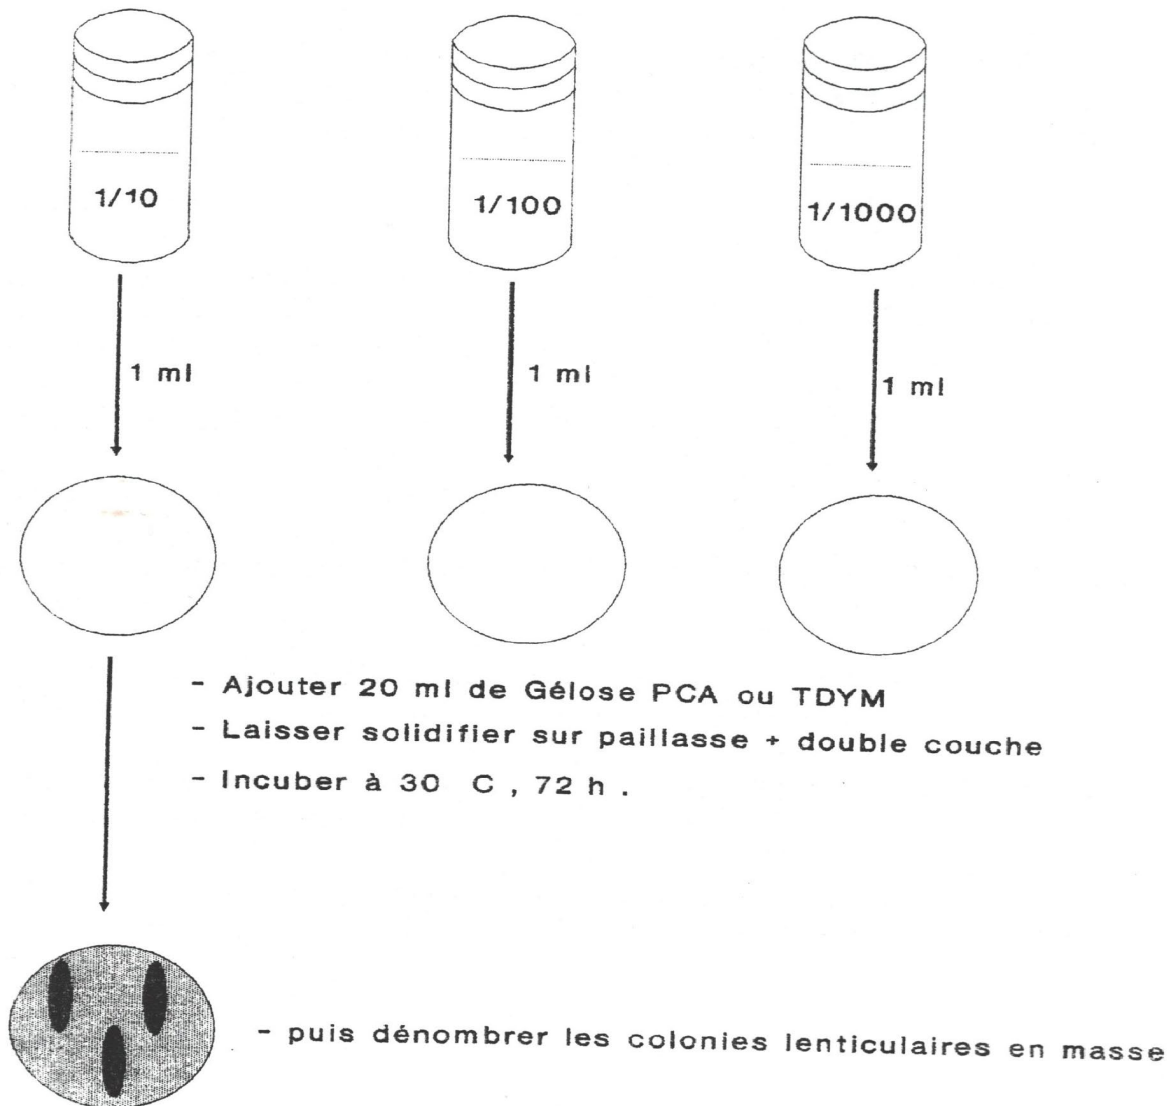 1/10
1/100
1/1000
1 ml
1 ml
1 ml
- Ajouter 20 ml de Gélose PCA ou TDYM
- Laisser solidifier sur paillasse + double couche
- Incuber à 30 C , 72 h .
- puis dénombrer les colonies lenticulaires en masse